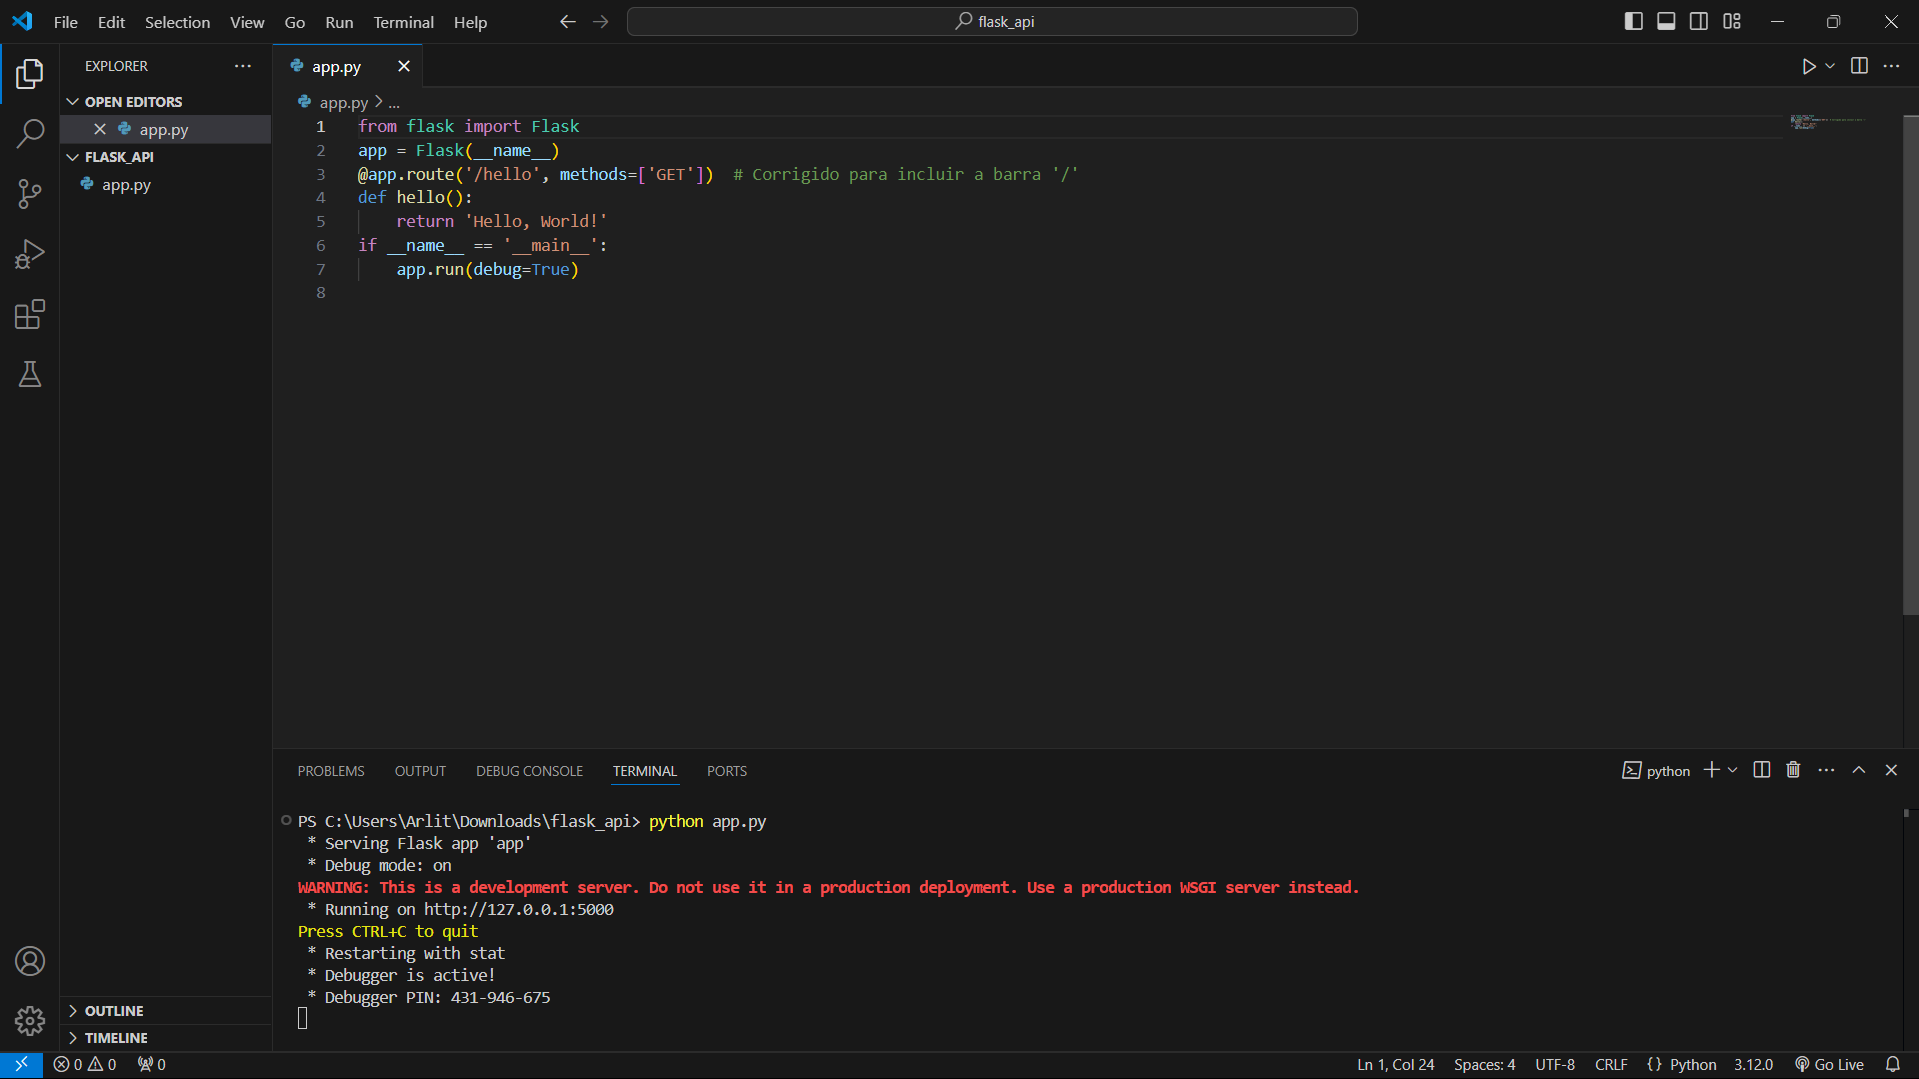 File Edit Selection View Go Run Terminal Help
flask_api
EXPLORER
OPEN EDITORS
app.py
FLASK_API
app.py
OUTLINE
TIMELINE
app.py
app.py > ...
1 from flask import Flask
2 app = Flask(__name__)
3 @app.route('/hello', methods=['GET'])  # Corrigido para incluir a barra '/'
4 def hello():
5     return 'Hello, World!'
6 if __name__ == '__main__':
7     app.run(debug=True)
8
PROBLEMS OUTPUT DEBUG CONSOLE TERMINAL PORTS
python
PS C:\Users\Arlit\Downloads\flask_api> python app.py
 * Serving Flask app 'app'
 * Debug mode: on
WARNING: This is a development server. Do not use it in a production deployment. Use a production WSGI server instead.
 * Running on http://127.0.0.1:5000
Press CTRL+C to quit
 * Restarting with stat
 * Debugger is active!
 * Debugger PIN: 431-946-675
0 0 0 Ln 1, Col 24 Spaces: 4 UTF-8 CRLF {} Python 3.12.0 Go Live